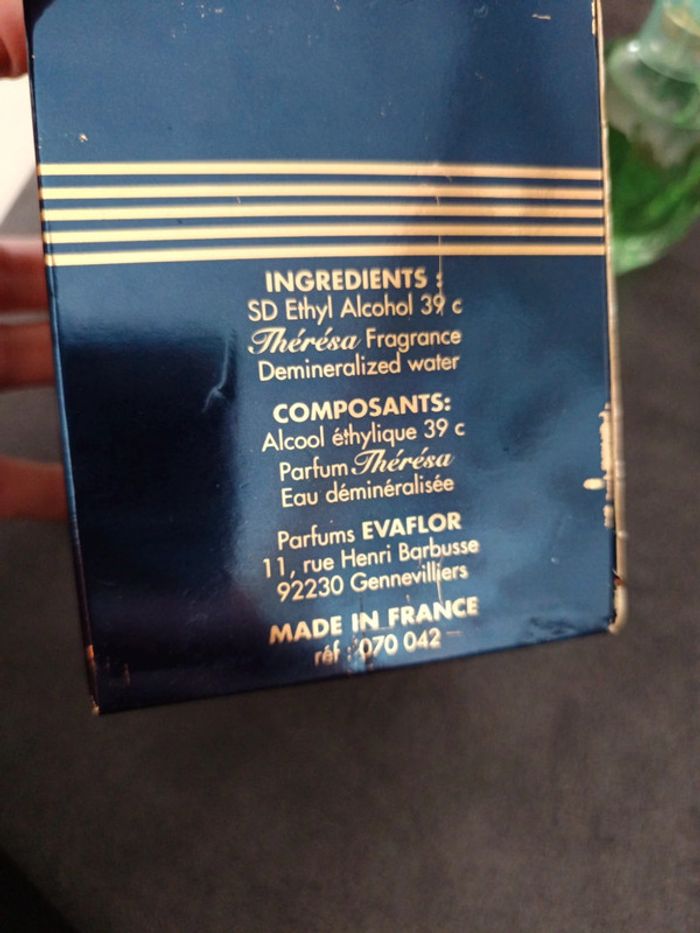 INGREDIENTS :
SD Ethyl Alcohol 39 c
Thérésa Fragrance
Demineralized water
COMPOSANTS:
Alcool éthylique 39 c
Parfum Thérésa
Eau déminéralisée
Parfums EVAFLOR
11, rue Henri Barbusse
92230 Gennevilliers
MADE IN FRANCE
réf : 070 042